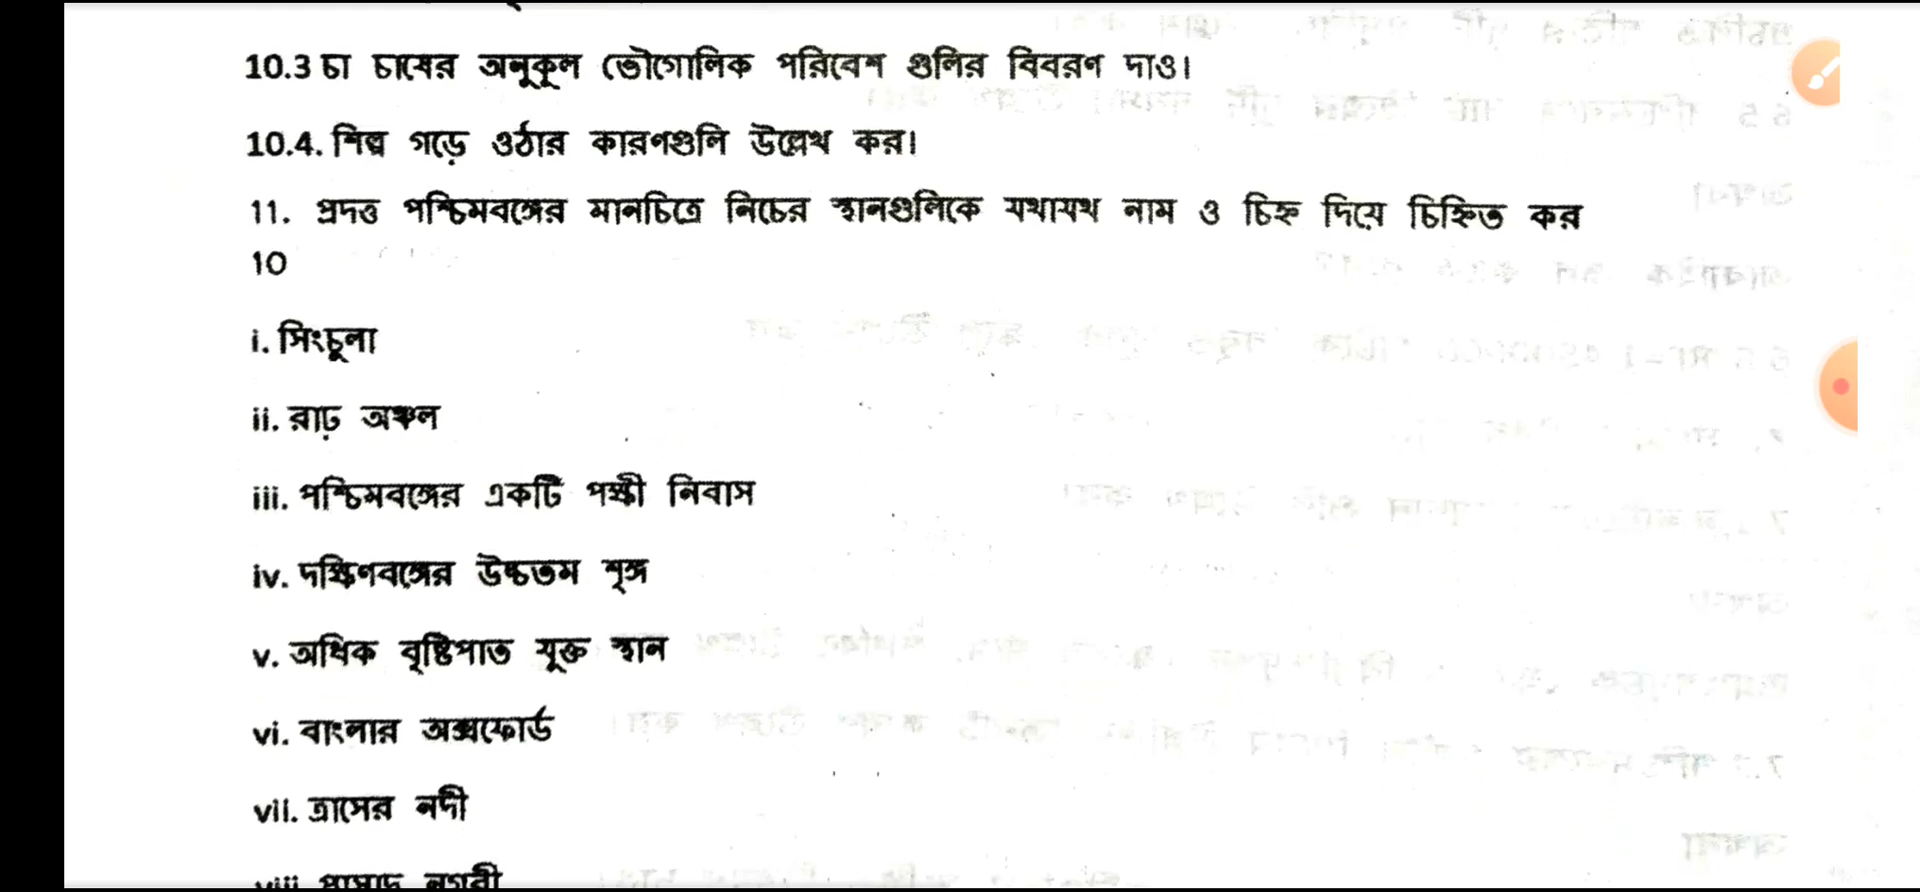 10.3 চা চাষের অনুকূল ভৌগোলিক পরিবেশ গুলির বিবরণ দাও।
10.4. শিল্প গড়ে ওঠার কারণগুলি উল্লেখ কর।
11. প্রদত্ত পশ্চিমবঙ্গের মানচিত্রে নিচের স্থানগুলিকে যথাযথ নাম ও চিহ্ন দিয়ে চিহ্নিত কর
10
i. সিংচুলা
ii. রাঢ় অঞ্চল
iii. পশ্চিমবঙ্গের একটি পক্ষী নিবাস
iv. দক্ষিণবঙ্গের উচ্চতম শৃঙ্গ
v. অধিক বৃষ্টিপাত যুক্ত স্থান
vi. বাংলার অক্সফোর্ড
vii. ত্রাসের নদী
viii প্রাসাদ নগরী